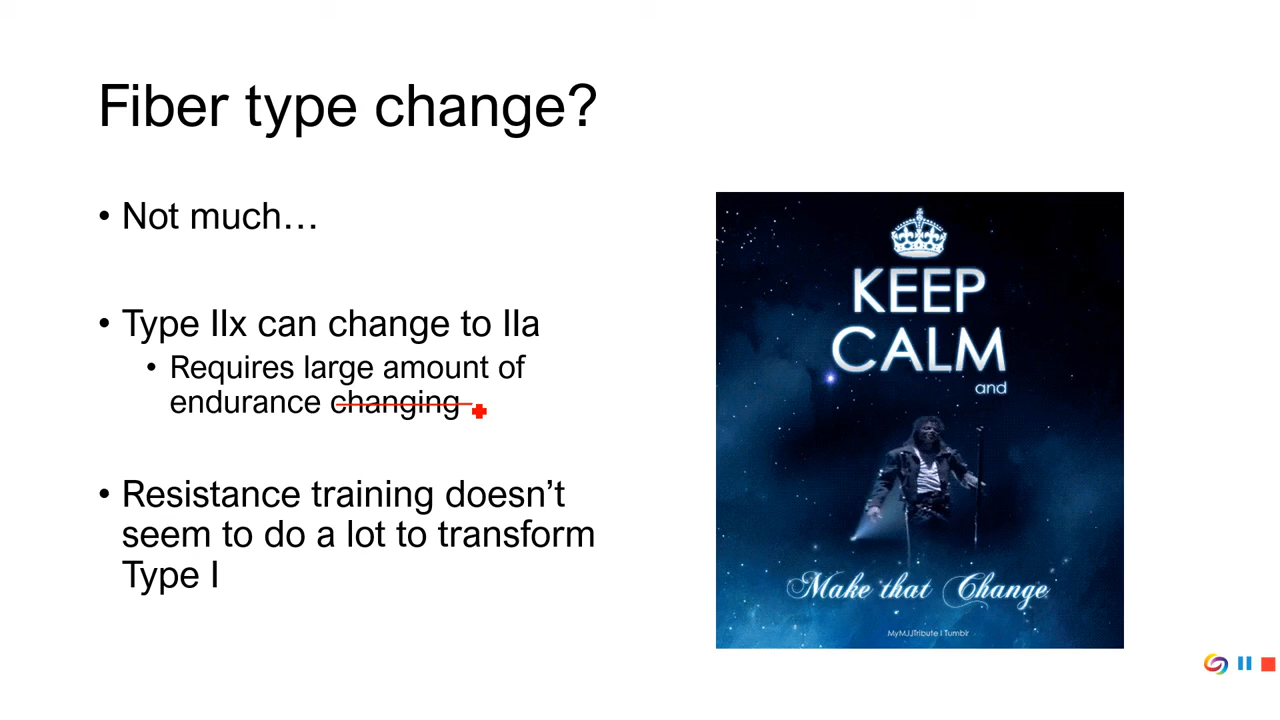 Fiber type change?
• Not much…
• Type IIx can change to IIa
• Requires large amount of
endurance changing
• Resistance training doesn’t
seem to do a lot to transform
Type I
KEEP
CALM
and
Make that Change
MyMJJTribute I Tumblr